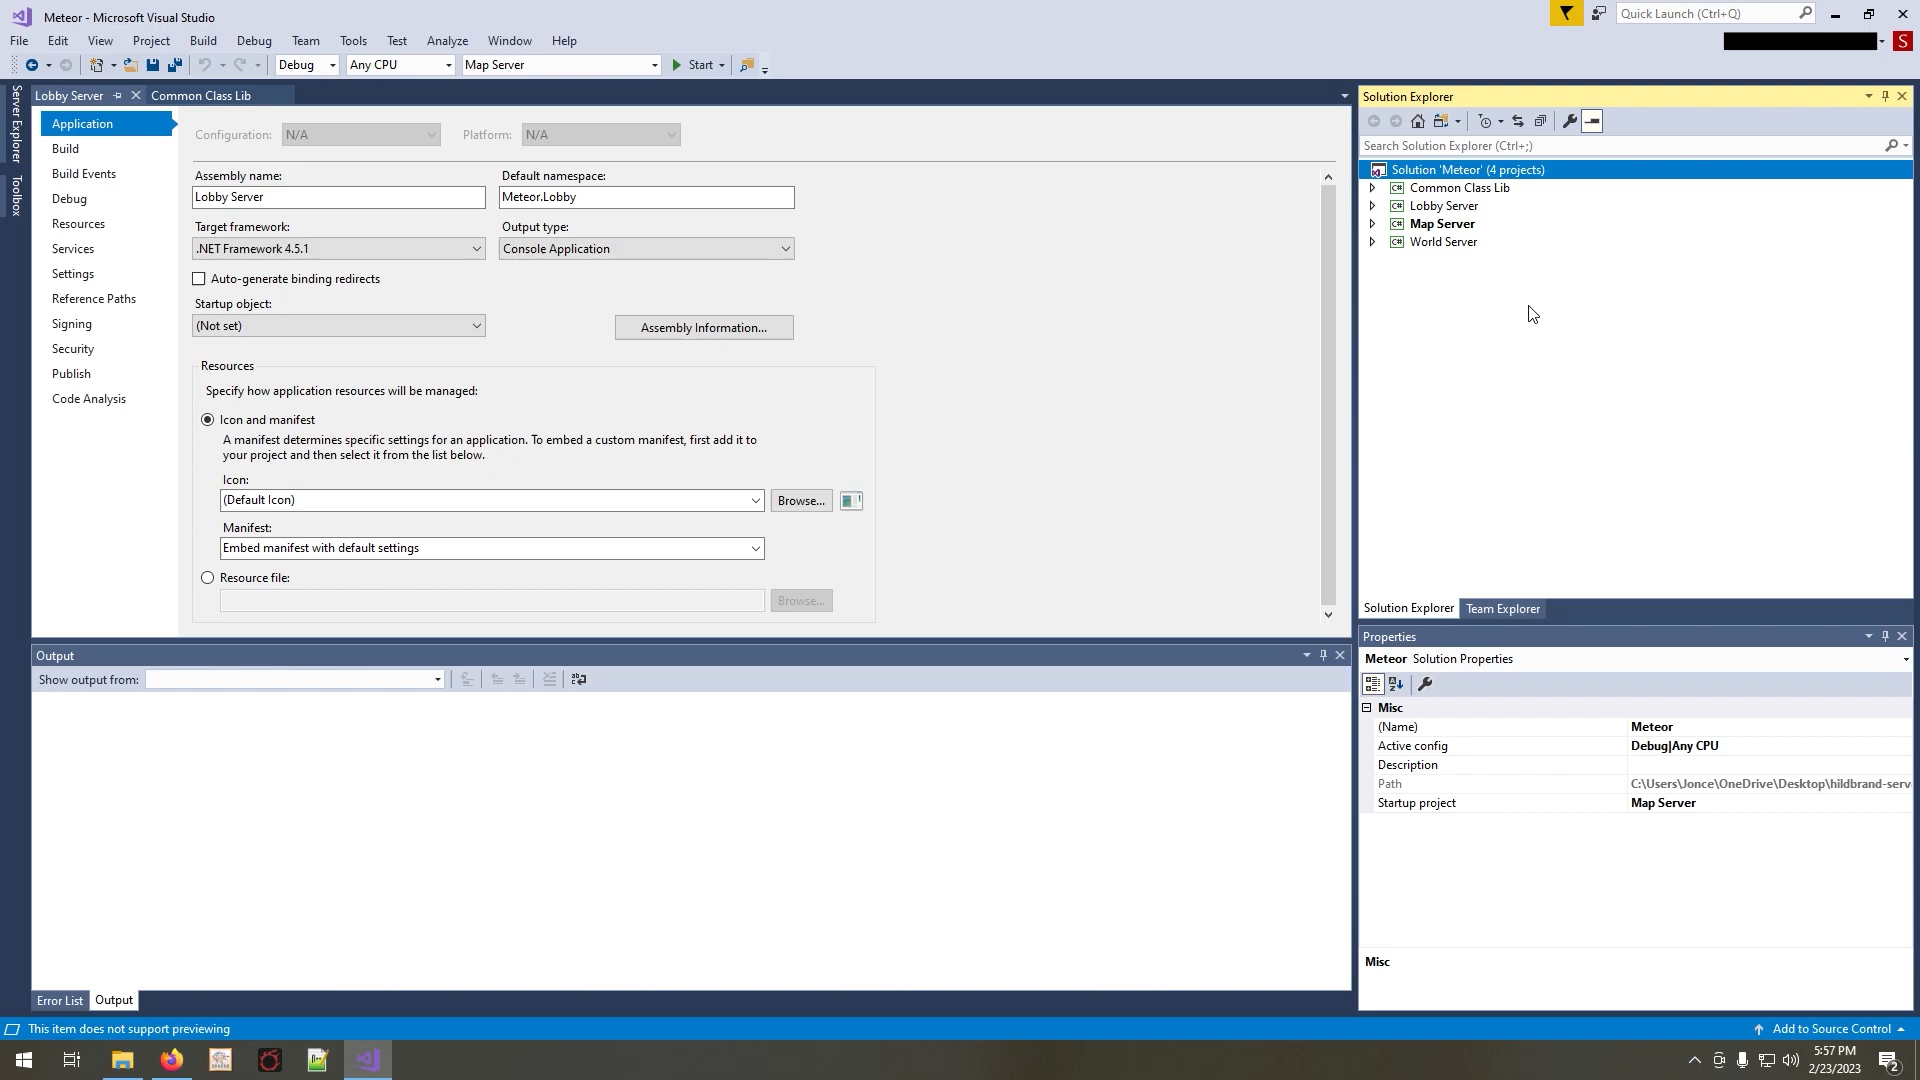 Meteor - Microsoft Visual Studio
Quick Launch (Ctrl+Q)
File Edit View Project Build Debug Team Tools Test Analyze Window Help
S
Debug Any CPU Map Server Start
Server Explorer
Toolbox
Lobby Server Common Class Lib
Application
Build
Build Events
Debug
Resources
Services
Settings
Reference Paths
Signing
Security
Publish
Code Analysis
Configuration: N/A Platform: N/A
Assembly name: Default namespace:
Lobby Server Meteor.Lobby
Target framework: Output type:
.NET Framework 4.5.1 Console Application
Auto-generate binding redirects
Startup object:
(Not set) Assembly Information...
Resources
Specify how application resources will be managed:
Icon and manifest
A manifest determines specific settings for an application. To embed a custom manifest, first add it to
your project and then select it from the list below.
Icon:
(Default Icon) Browse...
Manifest:
Embed manifest with default settings
Resource file:
Browse...
Output
Show output from:
Error List Output
Solution Explorer
Search Solution Explorer (Ctrl+;)
Solution 'Meteor' (4 projects)
C# Common Class Lib
C# Lobby Server
C# Map Server
C# World Server
Solution Explorer Team Explorer
Properties
Meteor Solution Properties
Misc
(Name) Meteor
Active config Debug|Any CPU
Description
Path C:\Users\Jonce\OneDrive\Desktop\hildbrand-serv
Startup project Map Server
Misc
This item does not support previewing
Add to Source Control
5:57 PM
2/23/2023
2